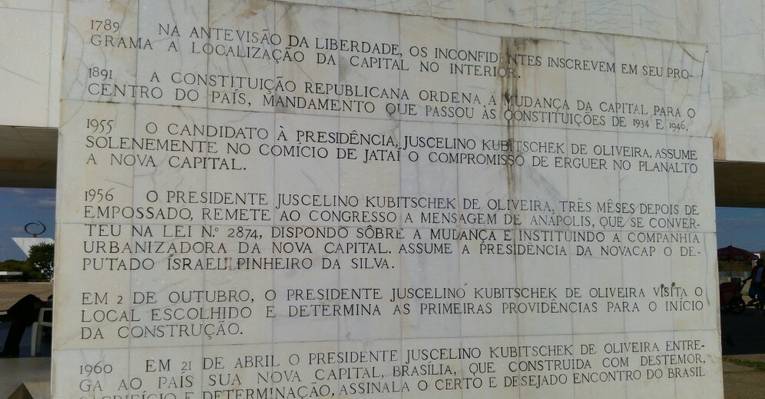 1789 NA ANTEVISÃO DA LIBERDADE, OS INCONFIDENTES INSCREVEM EM SEU PRO-
GRAMA A LOCALIZAÇÃO DA CAPITAL NO INTERIOR.
1891 A CONSTITUIÇÃO REPUBLICANA ORDENA A MUDANÇA DA CAPITAL PARA O
CENTRO DO PAÍS, MANDAMENTO QUE PASSOU ÀS CONSTITUIÇÕES DE 1934 E 1946.
1955 O CANDIDATO À PRESIDÊNCIA, JUSCELINO KUBITSCHEK DE OLIVEIRA, ASSUME
SOLENEMENTE NO COMÍCIO DE JATAÍ O COMPROMISSO DE ERGUER NO PLANALTO
A NOVA CAPITAL.
1956 O PRESIDENTE JUSCELINO KUBITSCHEK DE OLIVEIRA, TRÊS MÊSES DEPOIS DE
EMPOSSADO, REMETE AO CONGRESSO A MENSAGEM DE ANÁPOLIS, QUE SE CONVER-
TEU NA LEI N.º 2874, DISPONDO SÔBRE A MUDANÇA E INSTITUINDO A COMPANHIA
URBANIZADORA DA NOVA CAPITAL. ASSUME A PRESIDÊNCIA DA NOVACAP O DE-
PUTADO ISRAEL PINHEIRO DA SILVA.
EM 2 DE OUTUBRO, O PRESIDENTE JUSCELINO KUBITSCHEK DE OLIVEIRA VISITA O
LOCAL ESCOLHIDO E DETERMINA AS PRIMEIRAS PROVIDÊNCIAS PARA O INÍCIO
DA CONSTRUÇÃO.
1960 EM 21 DE ABRIL O PRESIDENTE JUSCELINO KUBITSCHEK DE OLIVEIRA ENTRE-
GA AO PAÍS SUA NOVA CAPITAL, BRASÍLIA, QUE CONSTRUIDA COM DESTEMOR,
SACRIFÍCIO E DETERMINAÇÃO, ASSINALA O CERTO E DESEJADO ENCONTRO DO BRASIL